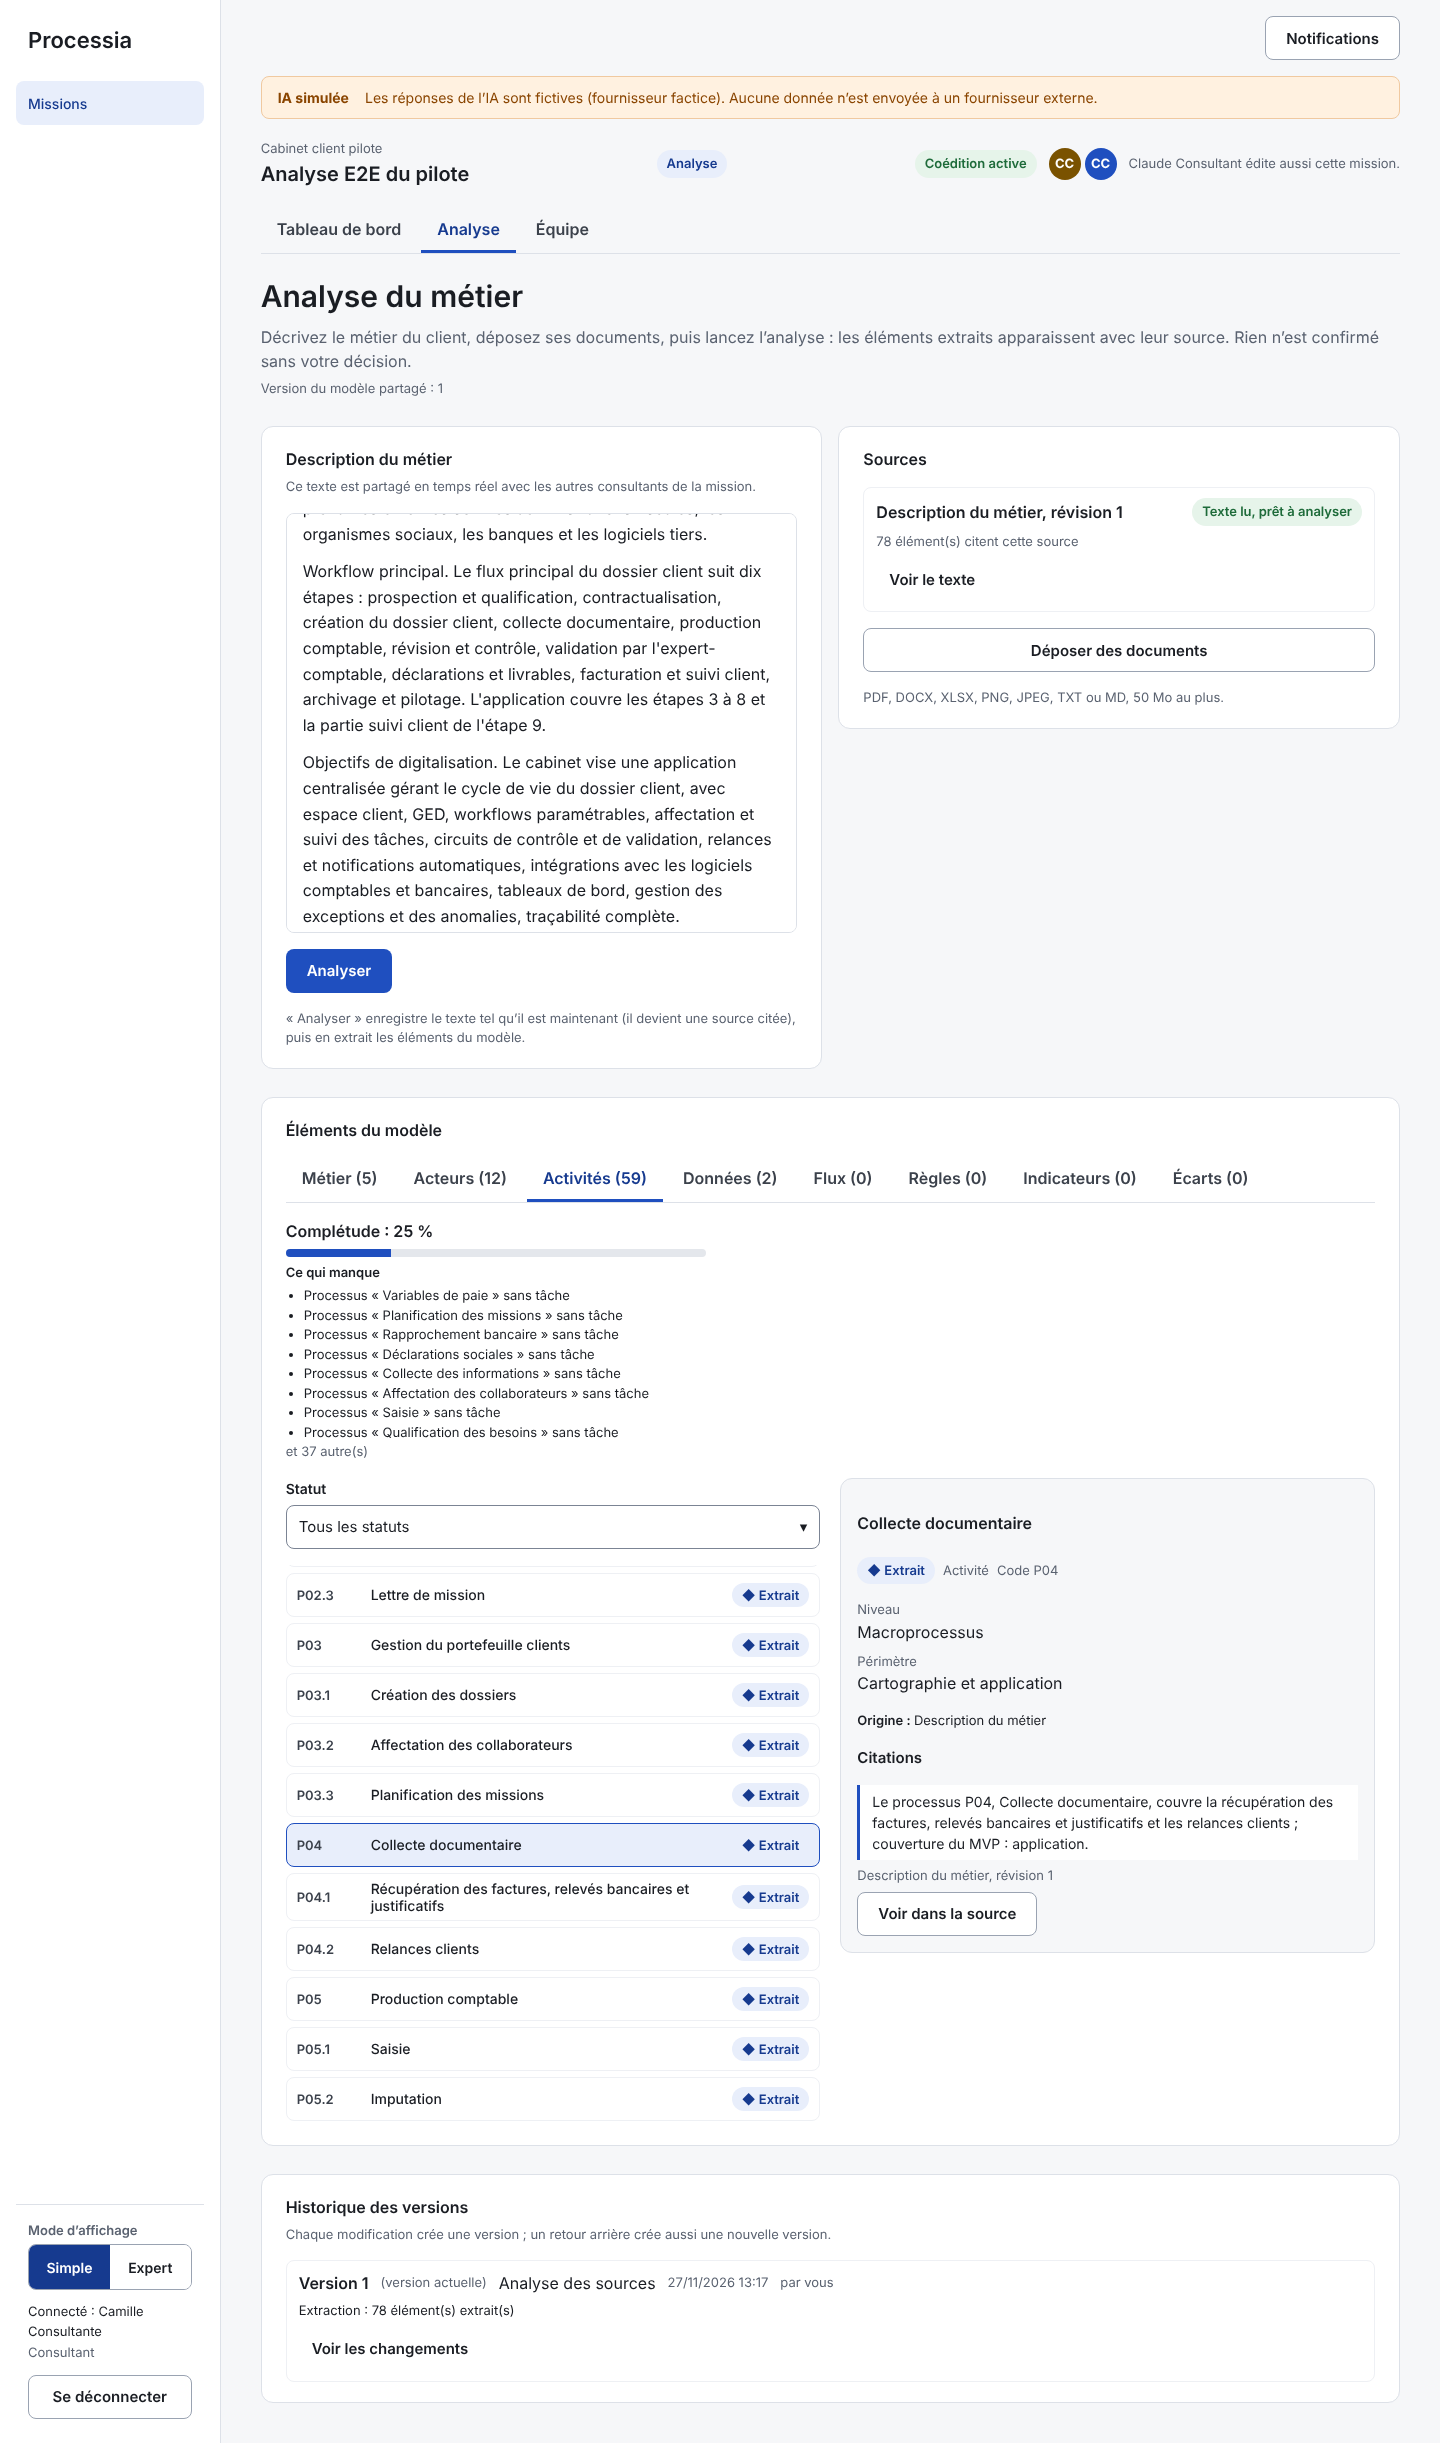 Processia
Missions
Mode d’affichage
Simple
Expert
Connecté : Camille
Consultante
Consultant
Se déconnecter
Notifications
IA simulée Les réponses de l’IA sont fictives (fournisseur factice). Aucune donnée n’est envoyée à un fournisseur externe.
Cabinet client pilote
Analyse E2E du pilote
Analyse
Coédition active
CC CC
Claude Consultant édite aussi cette mission.
Tableau de bord Analyse Équipe
Analyse du métier
Décrivez le métier du client, déposez ses documents, puis lancez l’analyse : les éléments extraits apparaissent avec leur source. Rien n’est confirmé
sans votre décision.
Version du modèle partagé : 1
Description du métier
Ce texte est partagé en temps réel avec les autres consultants de la mission.
organismes sociaux, les banques et les logiciels tiers.
Workflow principal. Le flux principal du dossier client suit dix
étapes : prospection et qualification, contractualisation,
création du dossier client, collecte documentaire, production
comptable, révision et contrôle, validation par l'expert-
comptable, déclarations et livrables, facturation et suivi client,
archivage et pilotage. L'application couvre les étapes 3 à 8 et
la partie suivi client de l'étape 9.
Objectifs de digitalisation. Le cabinet vise une application
centralisée gérant le cycle de vie du dossier client, avec
espace client, GED, workflows paramétrables, affectation et
suivi des tâches, circuits de contrôle et de validation, relances
et notifications automatiques, intégrations avec les logiciels
comptables et bancaires, tableaux de bord, gestion des
exceptions et des anomalies, traçabilité complète.
Analyser
« Analyser » enregistre le texte tel qu’il est maintenant (il devient une source citée),
puis en extrait les éléments du modèle.
Sources
Description du métier, révision 1
Texte lu, prêt à analyser
78 élément(s) citent cette source
Voir le texte
Déposer des documents
PDF, DOCX, XLSX, PNG, JPEG, TXT ou MD, 50 Mo au plus.
Éléments du modèle
Métier (5) Acteurs (12) Activités (59) Données (2) Flux (0) Règles (0) Indicateurs (0) Écarts (0)
Complétude : 25 %
Ce qui manque
• Processus « Variables de paie » sans tâche
• Processus « Planification des missions » sans tâche
• Processus « Rapprochement bancaire » sans tâche
• Processus « Déclarations sociales » sans tâche
• Processus « Collecte des informations » sans tâche
• Processus « Affectation des collaborateurs » sans tâche
• Processus « Saisie » sans tâche
• Processus « Qualification des besoins » sans tâche
et 37 autre(s)
Statut
Tous les statuts ▾
P02.3 Lettre de mission ◆ Extrait
P03 Gestion du portefeuille clients ◆ Extrait
P03.1 Création des dossiers ◆ Extrait
P03.2 Affectation des collaborateurs ◆ Extrait
P03.3 Planification des missions ◆ Extrait
P04 Collecte documentaire ◆ Extrait
P04.1 Récupération des factures, relevés bancaires et
justificatifs ◆ Extrait
P04.2 Relances clients ◆ Extrait
P05 Production comptable ◆ Extrait
P05.1 Saisie ◆ Extrait
P05.2 Imputation ◆ Extrait
Collecte documentaire
◆ Extrait Activité Code P04
Niveau
Macroprocessus
Périmètre
Cartographie et application
Origine : Description du métier
Citations
Le processus P04, Collecte documentaire, couvre la récupération des
factures, relevés bancaires et justificatifs et les relances clients ;
couverture du MVP : application.
Description du métier, révision 1
Voir dans la source
Historique des versions
Chaque modification crée une version ; un retour arrière crée aussi une nouvelle version.
Version 1 (version actuelle) Analyse des sources 27/11/2026 13:17 par vous
Extraction : 78 élément(s) extrait(s)
Voir les changements